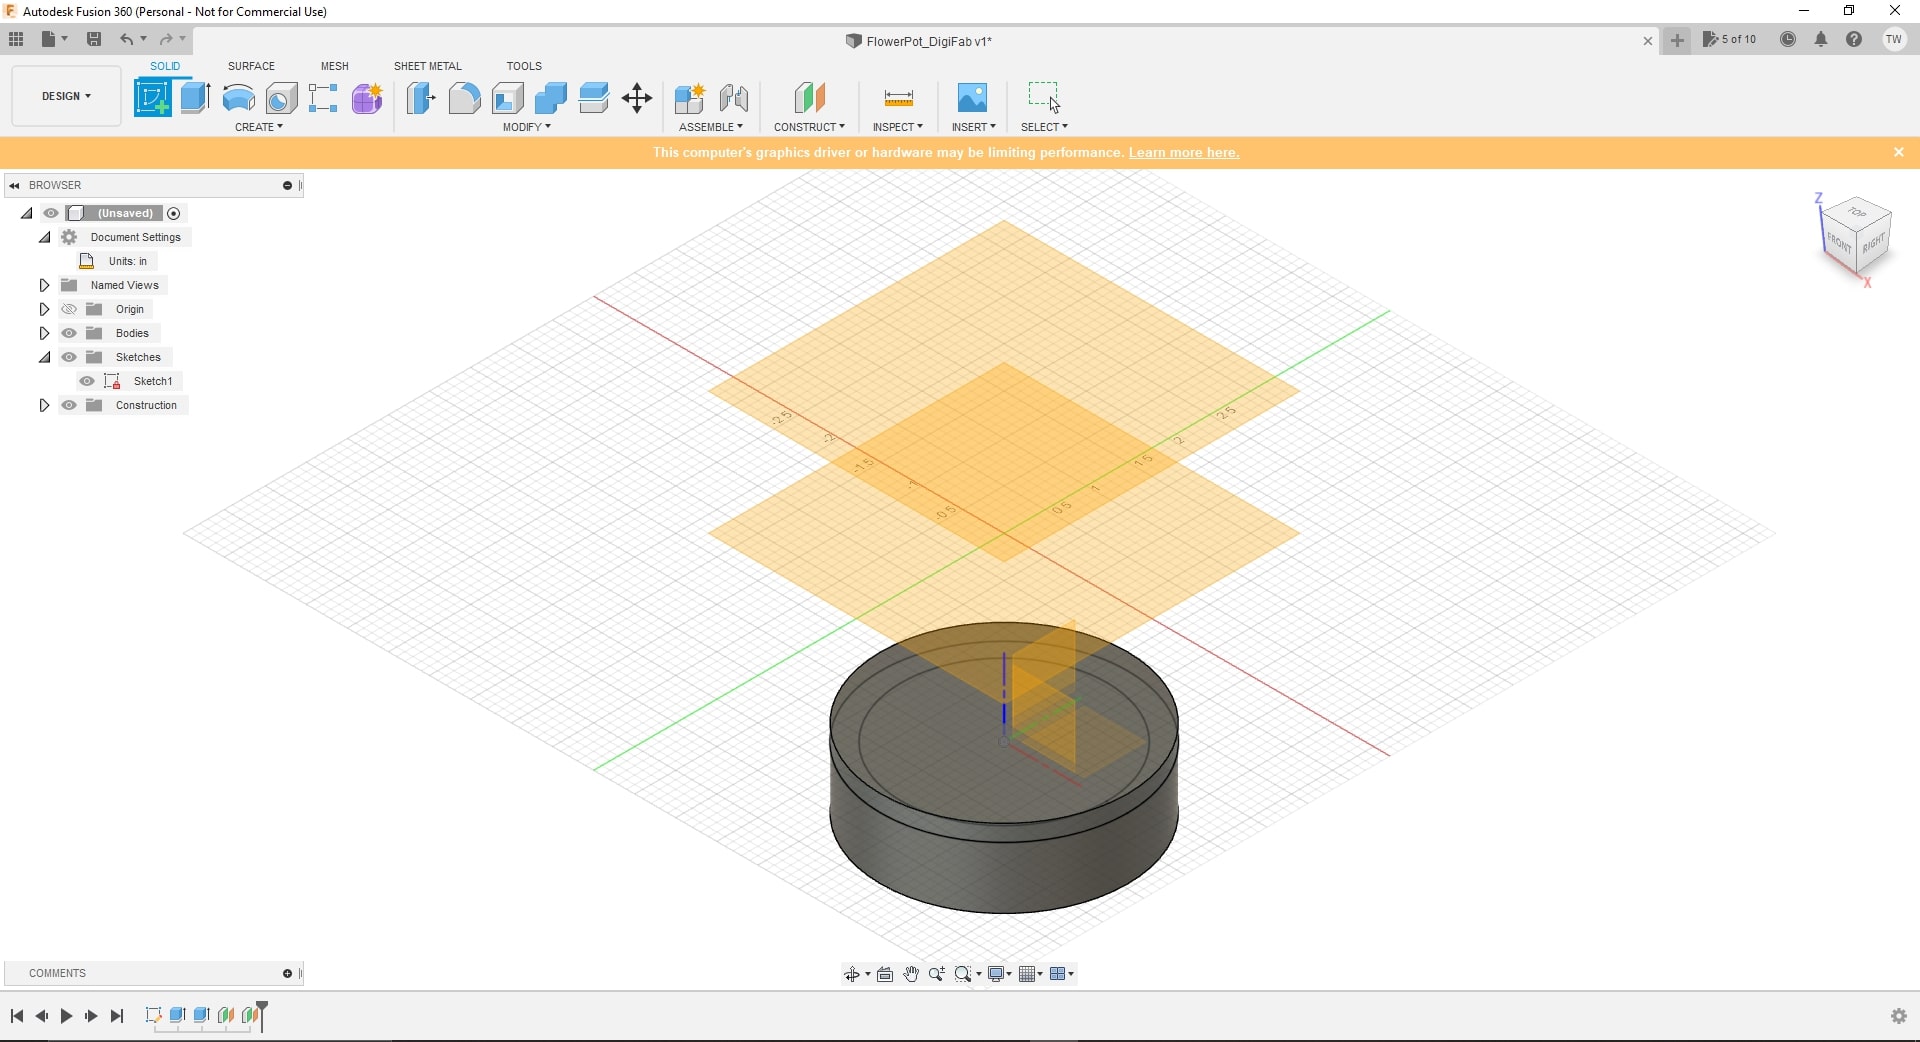 Autodesk Fusion 360 (Personal - Not for Commercial Use)
FlowerPot_DigiFab v1*
5 of 10
TW
DESIGN
SOLID SURFACE MESH SHEET METAL TOOLS
CREATE MODIFY ASSEMBLE CONSTRUCT INSPECT INSERT SELECT
This computer's graphics driver or hardware may be limiting performance. Learn more here.
BROWSER
(Unsaved)
Document Settings
Units: in
Named Views
Origin
Bodies
Sketches
Sketch1
Construction
Z
TOP
FRONT
RIGHT
X
-2.5
-2
-1.5
-1
-0.5
2.5
2
1.5
1
0.5
COMMENTS